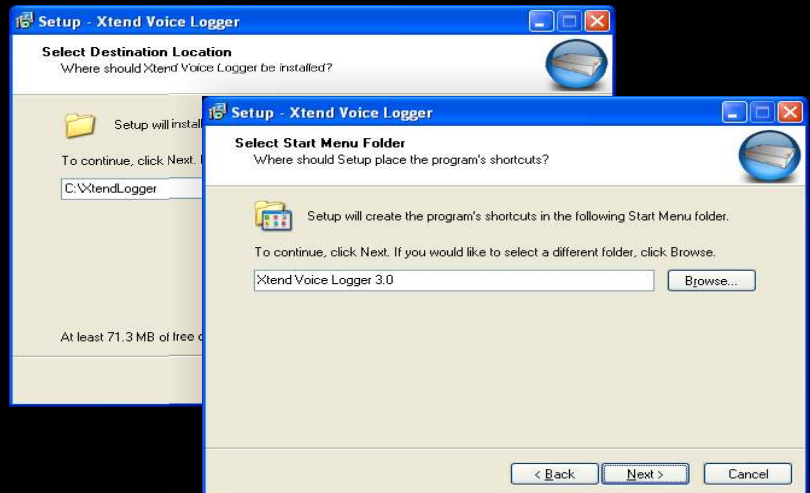 Setup - Xtend Voice Logger
Select Destination Location
Where should Xtend Voice Logger be installed?
Setup will install
To continue, click Next.
C:\XtendLogger
At least 71.3 MB of free
Setup - Xtend Voice Logger
Select Start Menu Folder
Where should Setup place the program's shortcuts?
Setup will create the program's shortcuts in the following Start Menu folder.
To continue, click Next. If you would like to select a different folder, click Browse.
Xtend Voice Logger 3.0
Browse...
< Back
Next >
Cancel